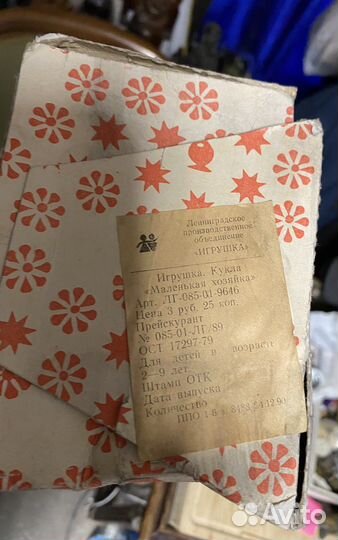 Ленинградское
производственное
объединение
«ИГРУШКА»
Игрушка. Кукла
«Маленькая хозяйка»
Арт. ЛГ-085-01-9646
Цена 3 руб. 25 коп.
Прейскурант
№ 085-01-ЛГ/89
ОСТ 17297-79
Для детей в возрасте
2—9 лет.
Штамп ОТК
Дата выпуска
Количество
ППО-1
Avito